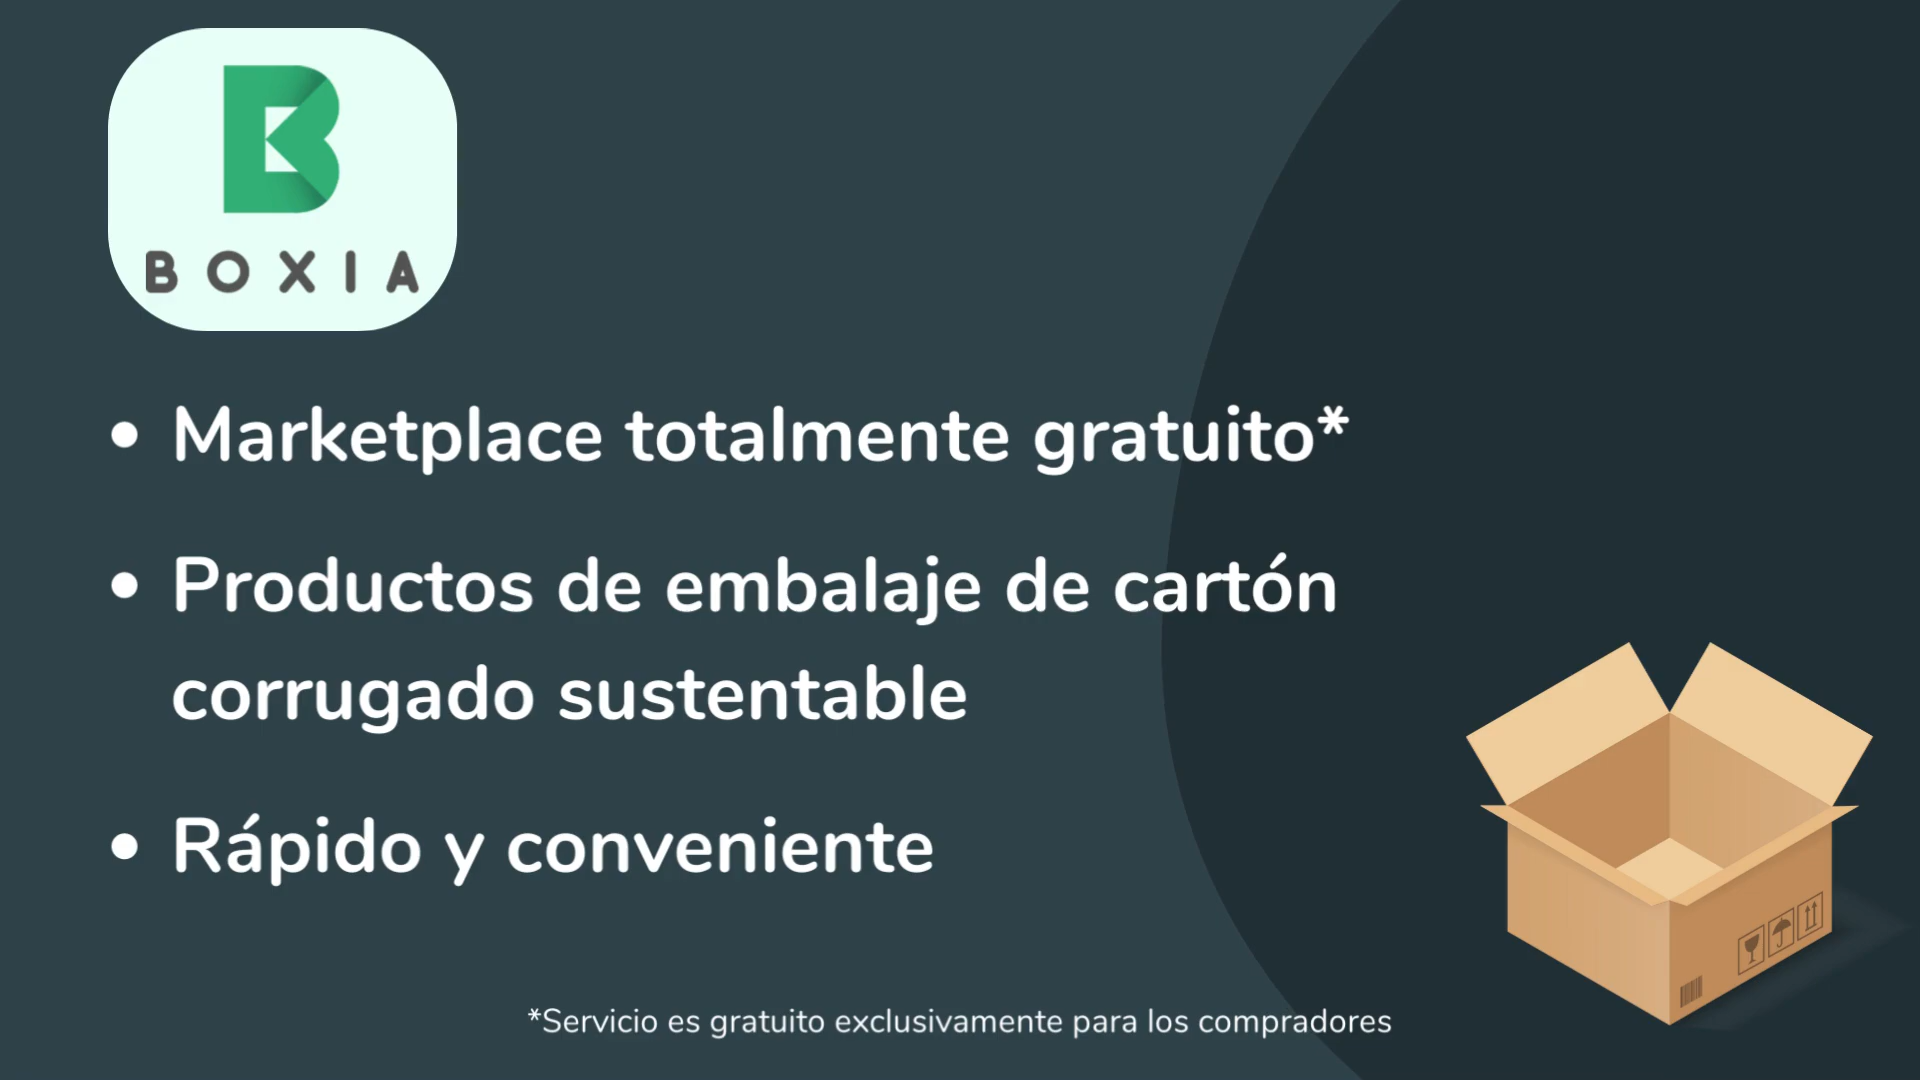 BOXIA
• Marketplace totalmente gratuito*
• Productos de embalaje de cartón
corrugado sustentable
• Rápido y conveniente
*Servicio es gratuito exclusivamente para los compradores